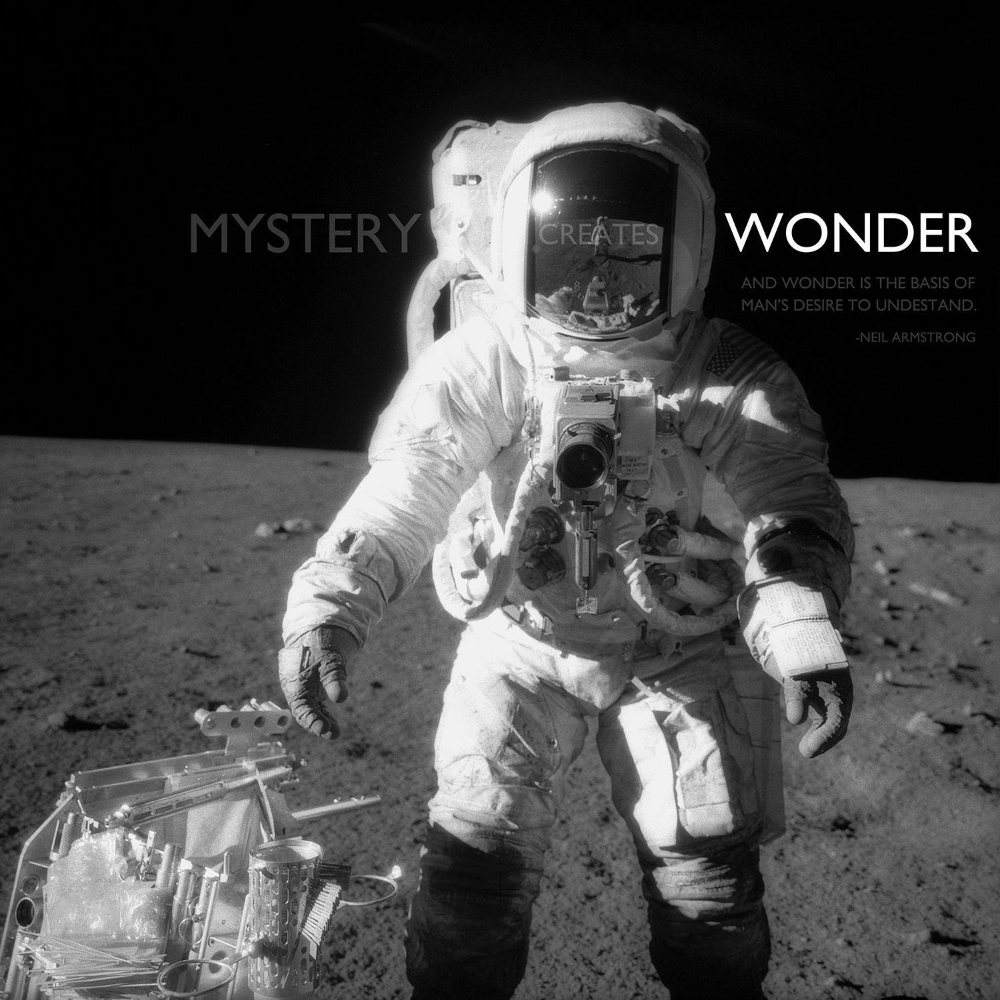 MYSTERY CREATES WONDER
AND WONDER IS THE BASIS OF
MAN'S DESIRE TO UNDESTAND.
-NEIL ARMSTRONG